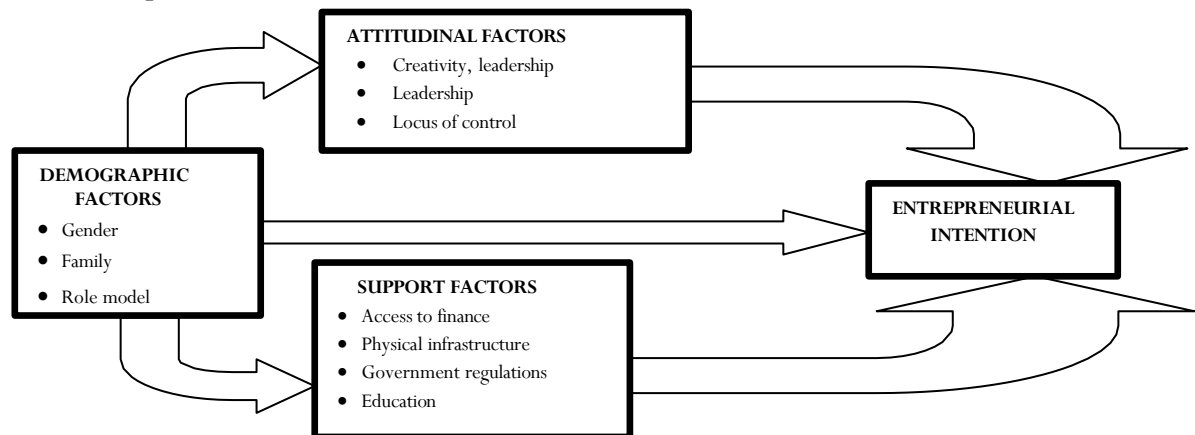 ATTITUDINAL FACTORS
• Creativity, leadership
• Leadership
• Locus of control
DEMOGRAPHIC
FACTORS
• Gender
• Family
• Role model
ENTREPRENEURIAL
INTENTION
SUPPORT FACTORS
• Access to finance
• Physical infrastructure
• Government regulations
• Education